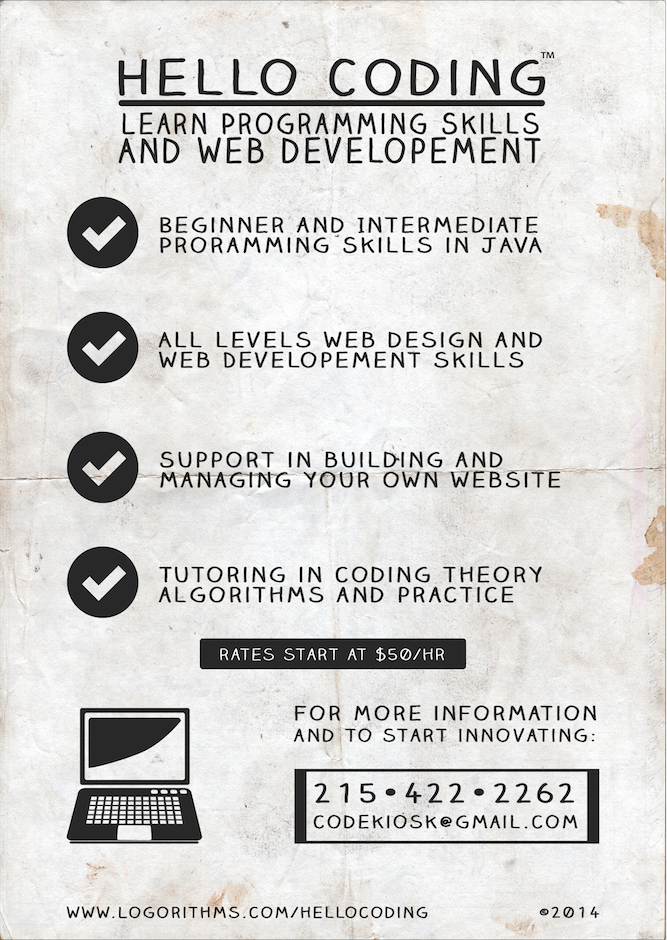 HELLO CODING™
LEARN PROGRAMMING SKILLS
AND WEB DEVELOPEMENT
BEGINNER AND INTERMEDIATE
PRORAMMING SKILLS IN JAVA
ALL LEVELS WEB DESIGN AND
WEB DEVELOPEMENT SKILLS
SUPPORT IN BUILDING AND
MANAGING YOUR OWN WEBSITE
TUTORING IN CODING THEORY
ALGORITHMS AND PRACTICE
RATES START AT $50/HR
FOR MORE INFORMATION
AND TO START INNOVATING:
215•422•2262
CODEKIOSK@GMAIL.COM
WWW.LOGORITHMS.COM/HELLOCODING
©2014